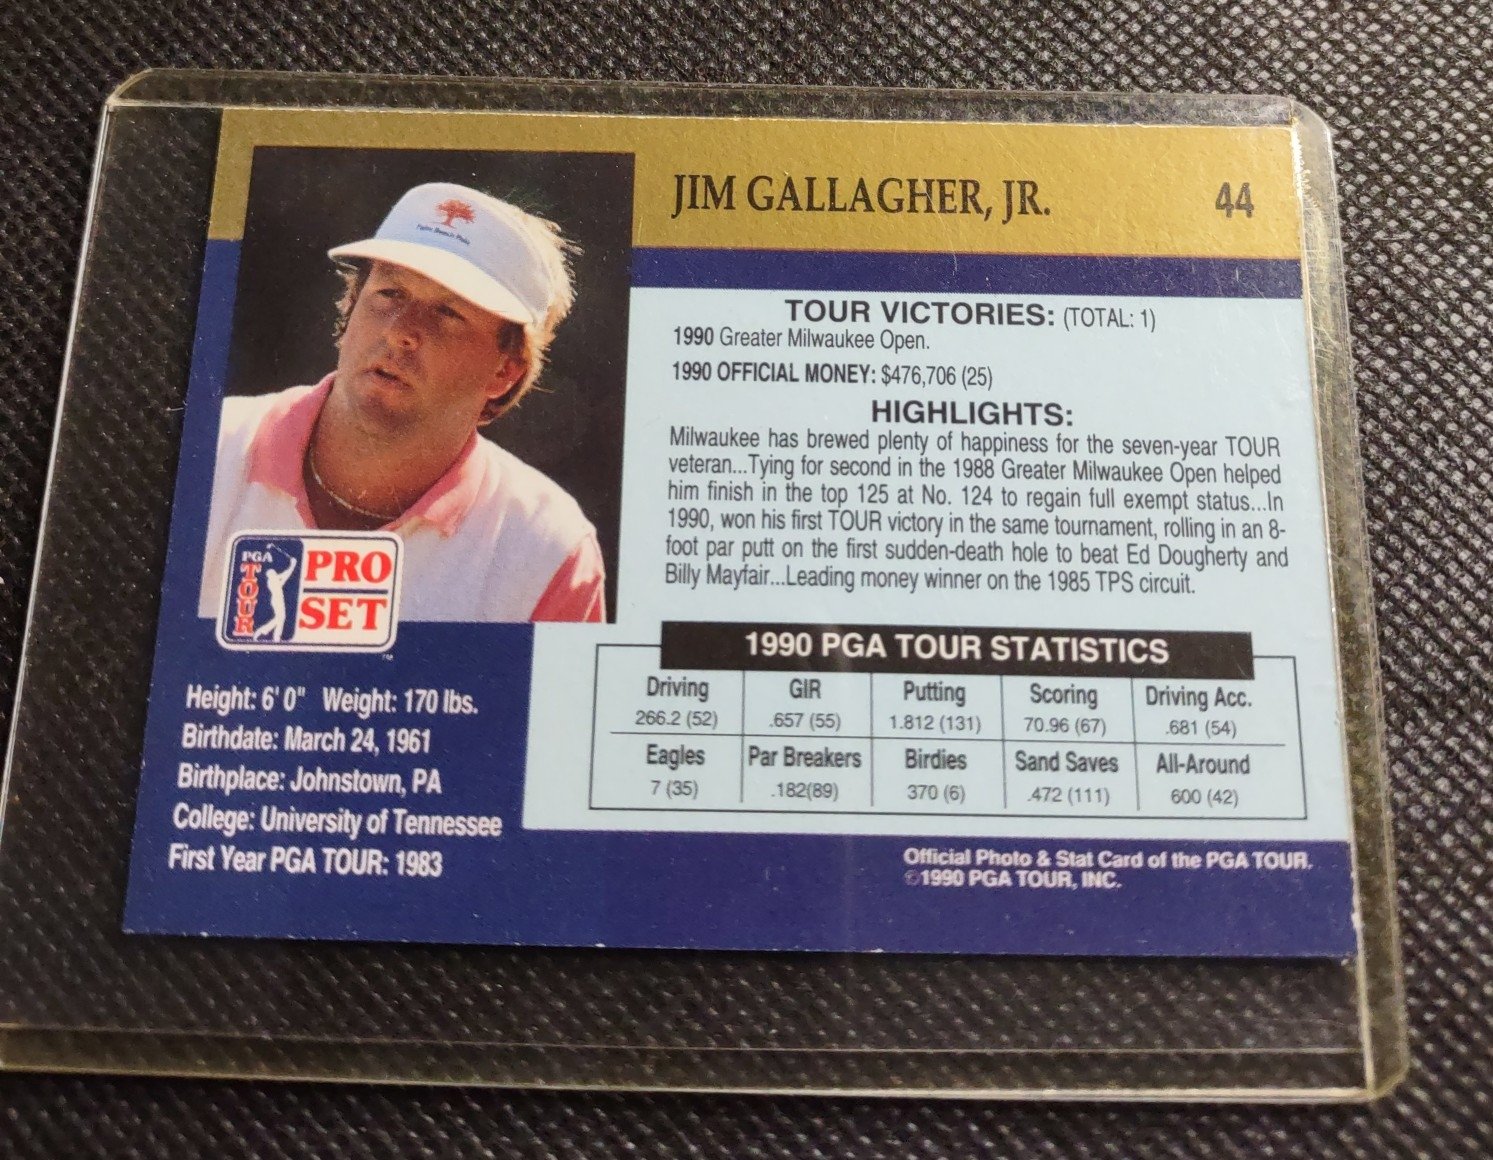 JIM GALLAGHER, JR. 44
TOUR VICTORIES: (TOTAL: 1)
1990 Greater Milwaukee Open.
1990 OFFICIAL MONEY: $476,706 (25)
HIGHLIGHTS:
Milwaukee has brewed plenty of happiness for the seven-year TOUR
veteran...Tying for second in the 1988 Greater Milwaukee Open helped
him finish in the top 125 at No. 124 to regain full exempt status...In
1990, won his first TOUR victory in the same tournament, rolling in an 8-
foot par putt on the first sudden-death hole to beat Ed Dougherty and
Billy Mayfair...Leading money winner on the 1985 TPS circuit.
PGA TOUR
PRO
SET
™
Height: 6' 0" Weight: 170 lbs.
Birthdate: March 24, 1961
Birthplace: Johnstown, PA
College: University of Tennessee
First Year PGA TOUR: 1983
1990 PGA TOUR STATISTICS
Driving GIR Putting Scoring Driving Acc.
266.2 (52) .657 (55) 1.812 (131) 70.96 (67) .681 (54)
Eagles Par Breakers Birdies Sand Saves All-Around
7 (35) .182(89) 370 (6) .472 (111) 600 (42)
Official Photo & Stat Card of the PGA TOUR.
©1990 PGA TOUR, INC.